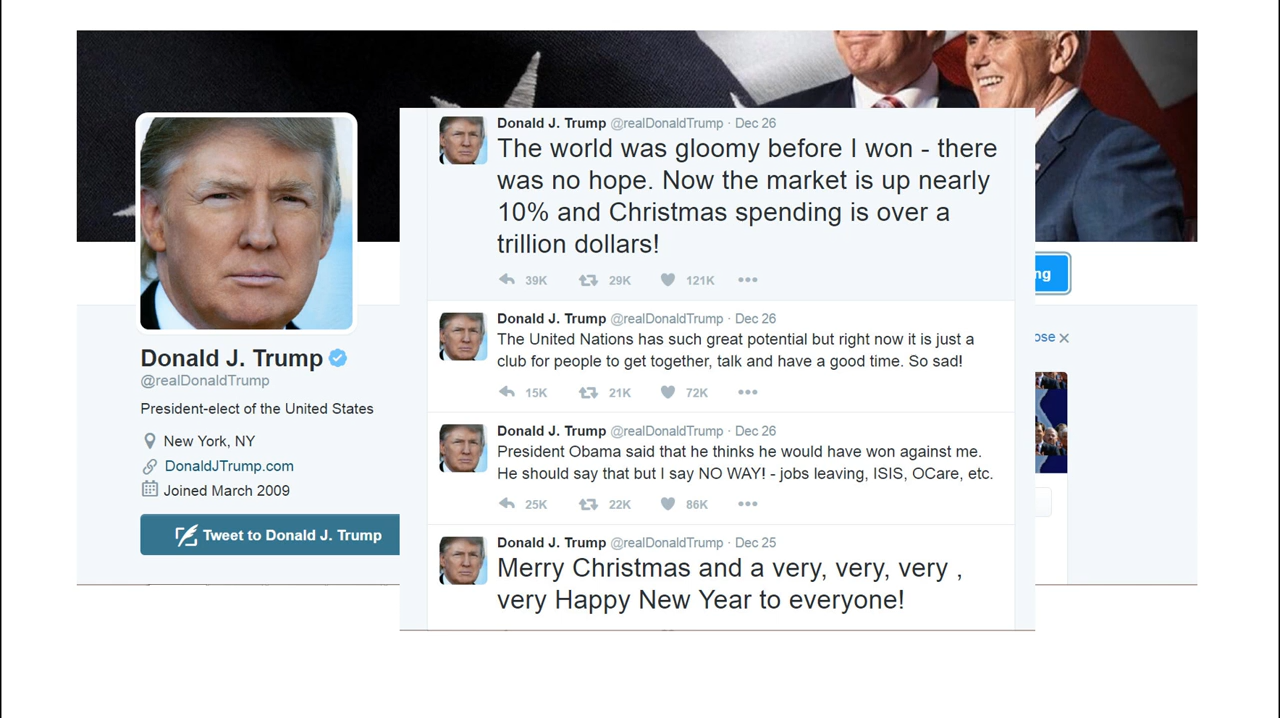 Donald J. Trump
@realDonaldTrump
President-elect of the United States
New York, NY
DonaldJTrump.com
Joined March 2009
Tweet to Donald J. Trump
Donald J. Trump @realDonaldTrump · Dec 26
The world was gloomy before I won - there
was no hope. Now the market is up nearly
10% and Christmas spending is over a
trillion dollars!
39K 29K 121K
Donald J. Trump @realDonaldTrump · Dec 26
The United Nations has such great potential but right now it is just a
club for people to get together, talk and have a good time. So sad!
15K 21K 72K
Donald J. Trump @realDonaldTrump · Dec 26
President Obama said that he thinks he would have won against me.
He should say that but I say NO WAY! - jobs leaving, ISIS, OCare, etc.
25K 22K 86K
Donald J. Trump @realDonaldTrump · Dec 25
Merry Christmas and a very, very, very ,
very Happy New Year to everyone!
ng
ose